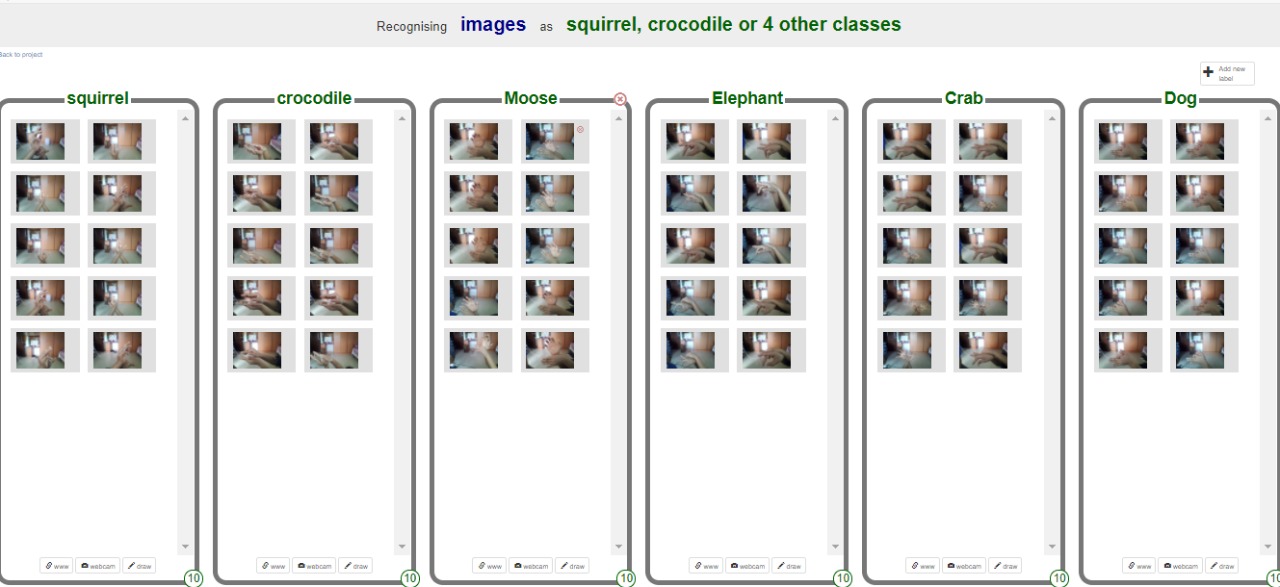 Recognising images as squirrel, crocodile or 4 other classes
Back to project
Add new
label
squirrel
crocodile
Moose
Elephant
Crab
Dog
www webcam draw
www webcam draw
www webcam draw
www webcam draw
www webcam draw
www webcam draw
10
10
10
10
10
10